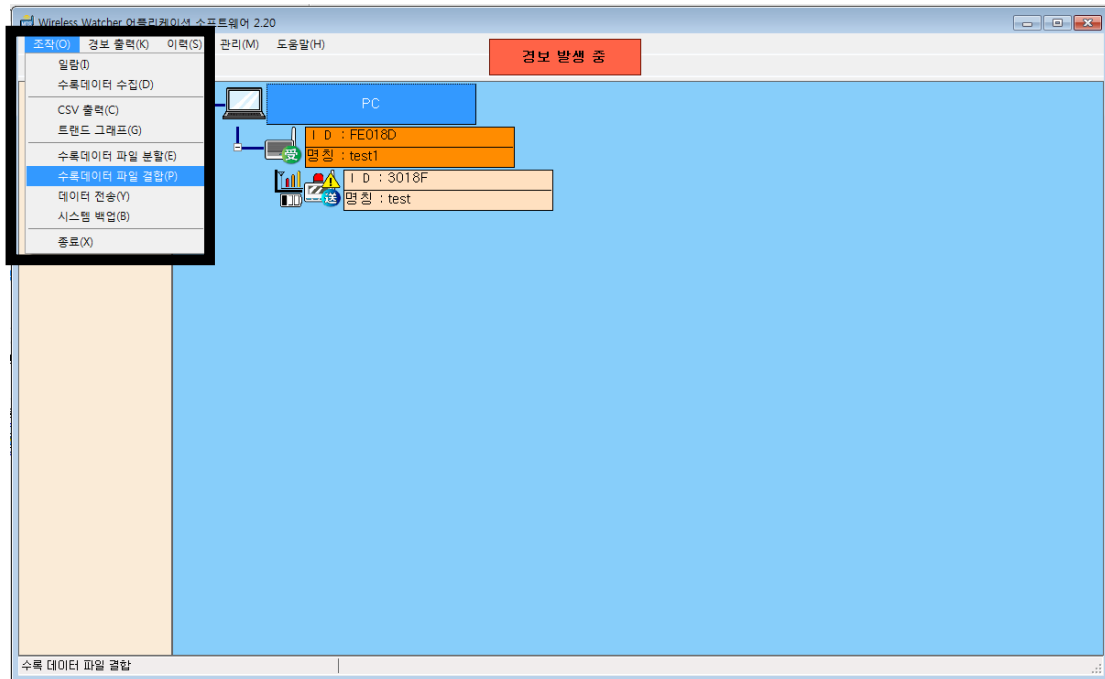 Wireless Watcher 어플리케이션 소프트웨어 2.20
조작(O) 경보 출력(K) 이력(S) 관리(M) 도움말(H)
경보 발생 중
일람(I)
수록데이터 수집(D)
CSV 출력(C)
트랜드 그래프(G)
수록데이터 파일 분할(E)
수록데이터 파일 결합(P)
데이터 전송(Y)
시스템 백업(B)
종료(X)
PC
ID : FE018D
受 명칭 : test1
ID : 3018F
送 명칭 : test
수록 데이터 파일 결합